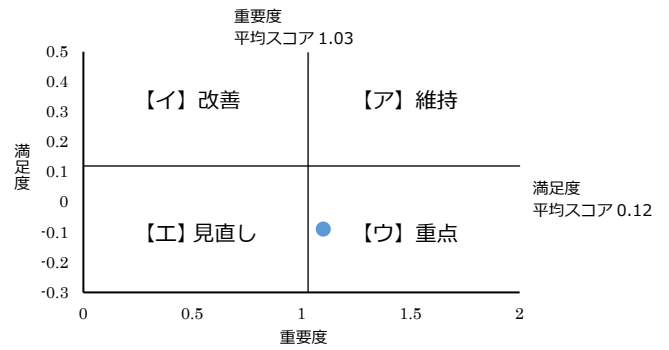 重要度
平均スコア 1.03
0.5
0.4
0.3
0.2
0.1
0
-0.1
-0.2
-0.3
満足度
【イ】改善
【ア】維持
満足度
平均スコア 0.12
【エ】見直し
【ウ】重点
0
0.5
1
1.5
2
重要度